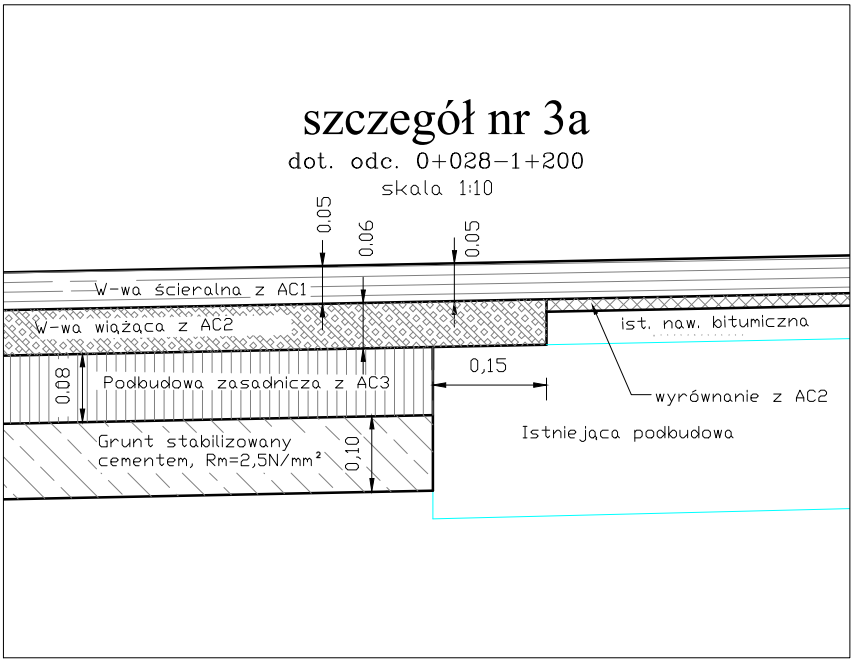 szczegół nr 3a
dot. odc. 0+028-1+200
skala 1:10
0.05
0.06
0.05
W-wa ścieralna z AC1
W-wa wiążąca z AC2
ist. naw. bitumiczna
0.08
Podbudowa zasadnicza z AC3
0,15
wyrównanie z AC2
Grunt stabilizowany
cementem, Rm=2,5N/mm²
0,10
Istniejąca podbudowa